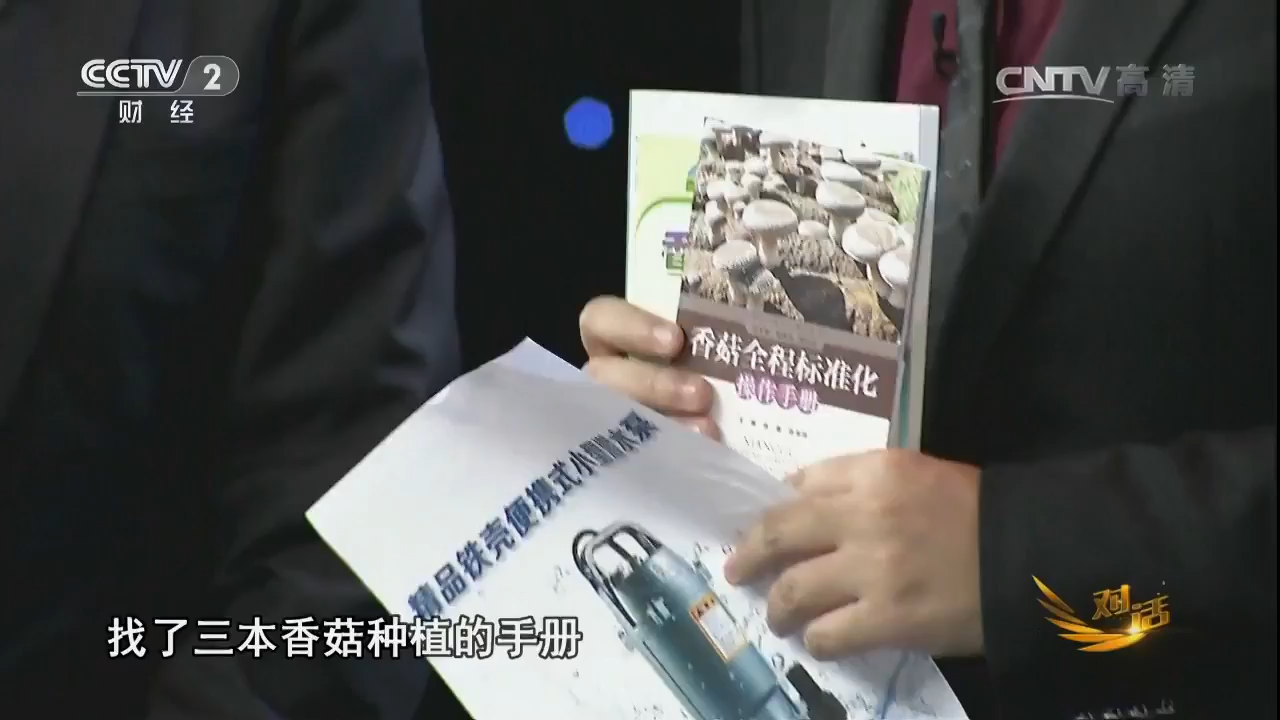 CCTV 2
财经
CNTV高清
香
香菇全程标准化
操作手册
精品铁壳便携式小型潜水泵
找了三本香菇种植的手册
对话